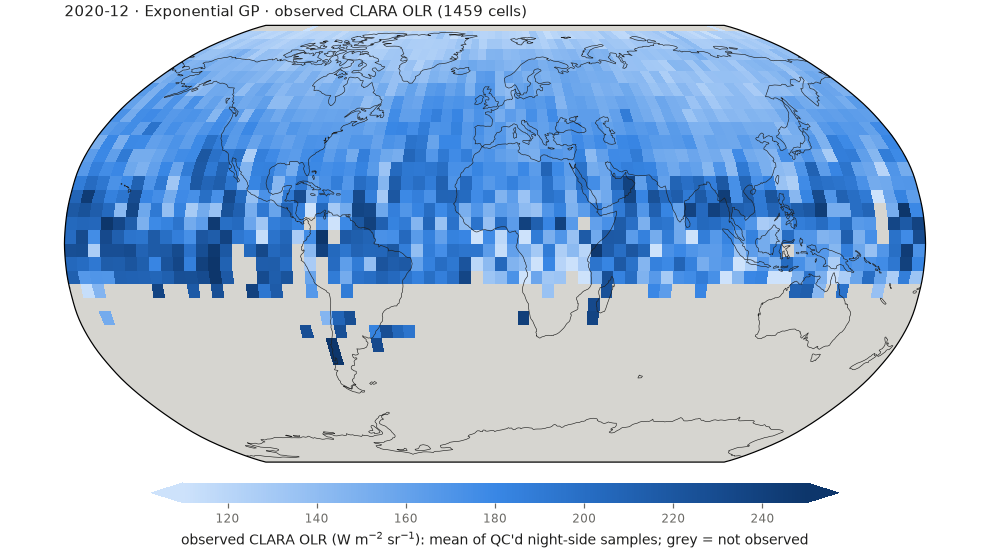 2020-12 · Exponential GP · observed CLARA OLR (1459 cells)
120 140 160 180 200 220 240
observed CLARA OLR (W m⁻² sr⁻¹): mean of QC'd night-side samples; grey = not observed